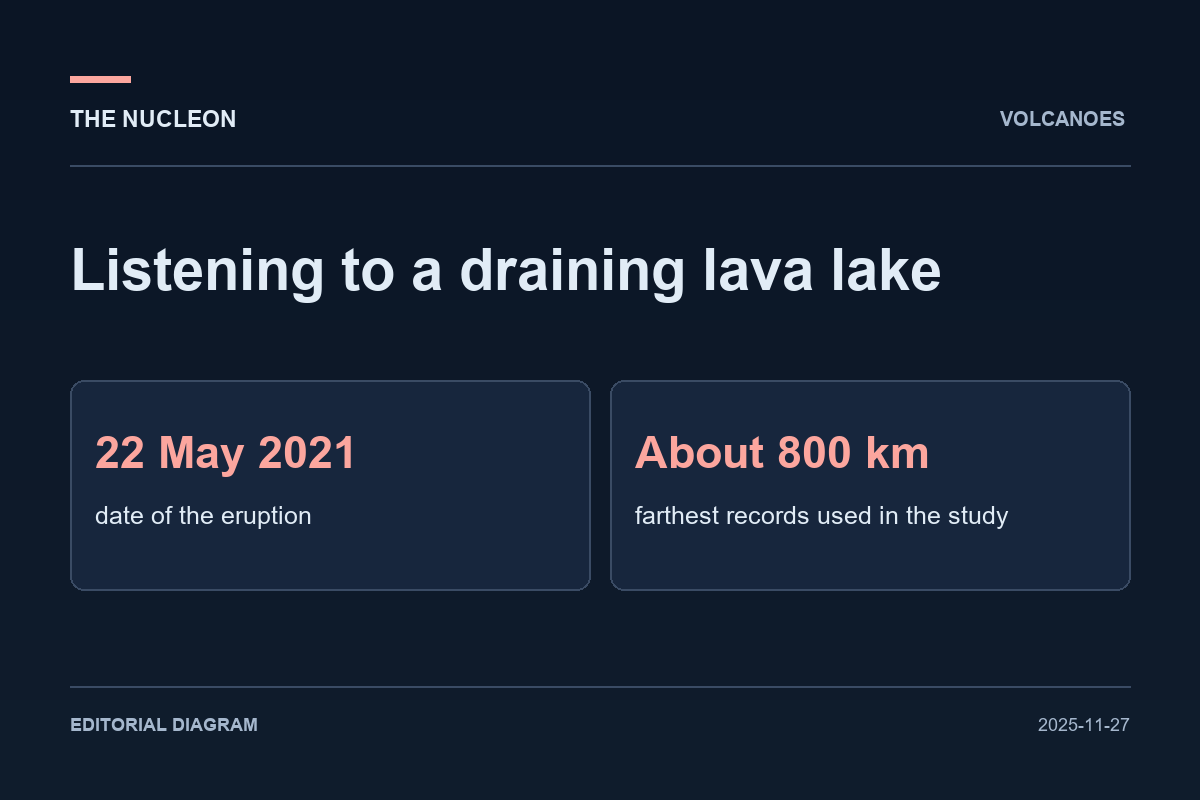 THE NUCLEON
VOLCANOES
Listening to a draining lava lake
22 May 2021
date of the eruption
About 800 km
farthest records used in the study
EDITORIAL DIAGRAM
2025-11-27